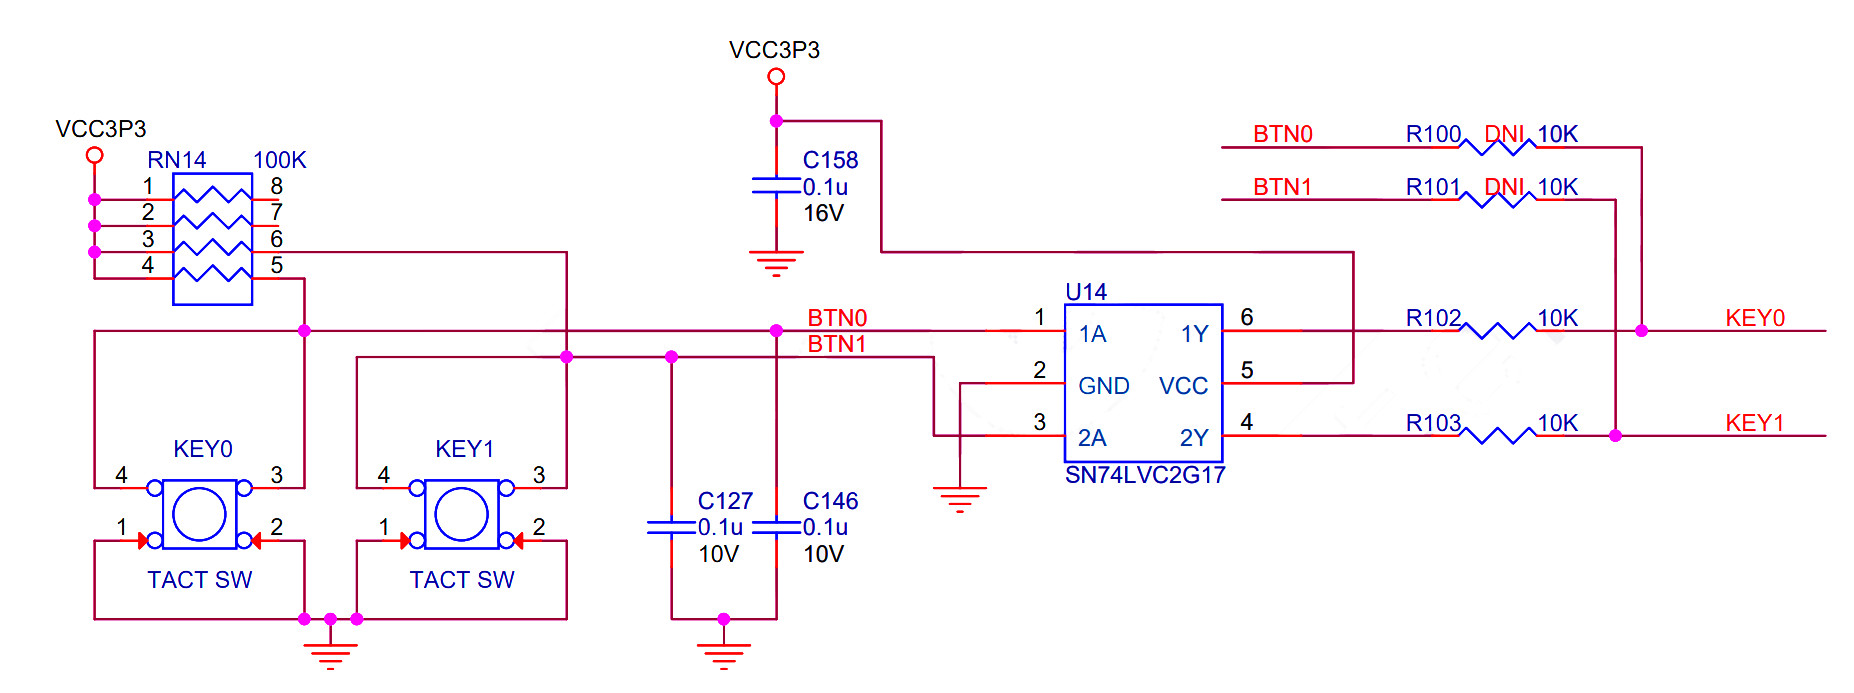 VCC3P3
VCC3P3
RN14 100K
1 8
2 7
3 6
4 5
C158
0.1u
16V
BTN0 R100 DNI 10K
BTN1 R101 DNI 10K
U14
BTN0 1 1A 1Y 6 R102 10K KEY0
BTN1
2 GND VCC 5
3 2A 2Y 4 R103 10K KEY1
SN74LVC2G17
KEY0 KEY1
4 3 4 3
1 2 1 2
TACT SW TACT SW
C127 C146
0.1u 0.1u
10V 10V